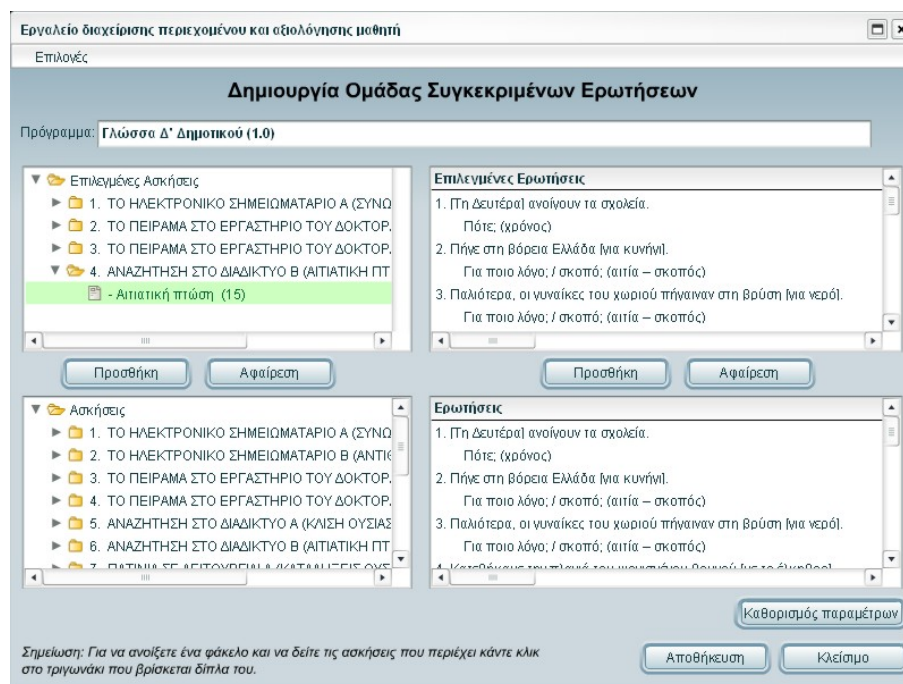 Εργαλείο διαχείρισης περιεχομένου και αξιολόγησης μαθητή
Επιλογές
Δημιουργία Ομάδας Συγκεκριμένων Ερωτήσεων
Πρόγραμμα: Γλώσσα Δ' Δημοτικού (1.0)
Επιλεγμένες Ασκήσεις
1. ΤΟ ΗΛΕΚΤΡΟΝΙΚΟ ΣΗΜΕΙΩΜΑΤΑΡΙΟ Α (ΣΥΝΩ
2. ΤΟ ΠΕΙΡΑΜΑ ΣΤΟ ΕΡΓΑΣΤΗΡΙΟ ΤΟΥ ΔΟΚΤΟΡ.
3. ΤΟ ΠΕΙΡΑΜΑ ΣΤΟ ΕΡΓΑΣΤΗΡΙΟ ΤΟΥ ΔΟΚΤΟΡ.
4. ΑΝΑΖΗΤΗΣΗ ΣΤΟ ΔΙΑΔΙΚΤΥΟ Β (ΑΙΤΙΑΤΙΚΗ ΠΤ
- Αιτιατική πτώση (15)
Επιλεγμένες Ερωτήσεις
1. [Τη Δευτέρα] ανοίγουν τα σχολεία.
Πότε; (χρόνος)
2. Πήγε στη βόρεια Ελλάδα [για κυνήγι].
Για ποιο λόγο; / σκοπό; (αιτία – σκοπός)
3. Παλιότερα, οι γυναίκες του χωριού πήγαιναν στη βρύση [για νερό].
Για ποιο λόγο; / σκοπό; (αιτία – σκοπός)
Προσθήκη Αφαίρεση
Προσθήκη Αφαίρεση
Ασκήσεις
1. ΤΟ ΗΛΕΚΤΡΟΝΙΚΟ ΣΗΜΕΙΩΜΑΤΑΡΙΟ Α (ΣΥΝΩ
2. ΤΟ ΗΛΕΚΤΡΟΝΙΚΟ ΣΗΜΕΙΩΜΑΤΑΡΙΟ Β (ΑΝΤΙΘ
3. ΤΟ ΠΕΙΡΑΜΑ ΣΤΟ ΕΡΓΑΣΤΗΡΙΟ ΤΟΥ ΔΟΚΤΟΡ.
4. ΤΟ ΠΕΙΡΑΜΑ ΣΤΟ ΕΡΓΑΣΤΗΡΙΟ ΤΟΥ ΔΟΚΤΟΡ.
5. ΑΝΑΖΗΤΗΣΗ ΣΤΟ ΔΙΑΔΙΚΤΥΟ Α (ΚΛΙΣΗ ΟΥΣΙΑΣ
6. ΑΝΑΖΗΤΗΣΗ ΣΤΟ ΔΙΑΔΙΚΤΥΟ Β (ΑΙΤΙΑΤΙΚΗ ΠΤ
Ερωτήσεις
1. [Τη Δευτέρα] ανοίγουν τα σχολεία.
Πότε; (χρόνος)
2. Πήγε στη βόρεια Ελλάδα [για κυνήγι].
Για ποιο λόγο; / σκοπό; (αιτία – σκοπός)
3. Παλιότερα, οι γυναίκες του χωριού πήγαιναν στη βρύση [για νερό].
Για ποιο λόγο; / σκοπό; (αιτία – σκοπός)
Καθορισμός παραμέτρων
Σημείωση: Για να ανοίξετε ένα φάκελο και να δείτε τις ασκήσεις που περιέχει κάντε κλικ
στο τριγωνάκι που βρίσκεται δίπλα του.
Αποθήκευση Κλείσιμο